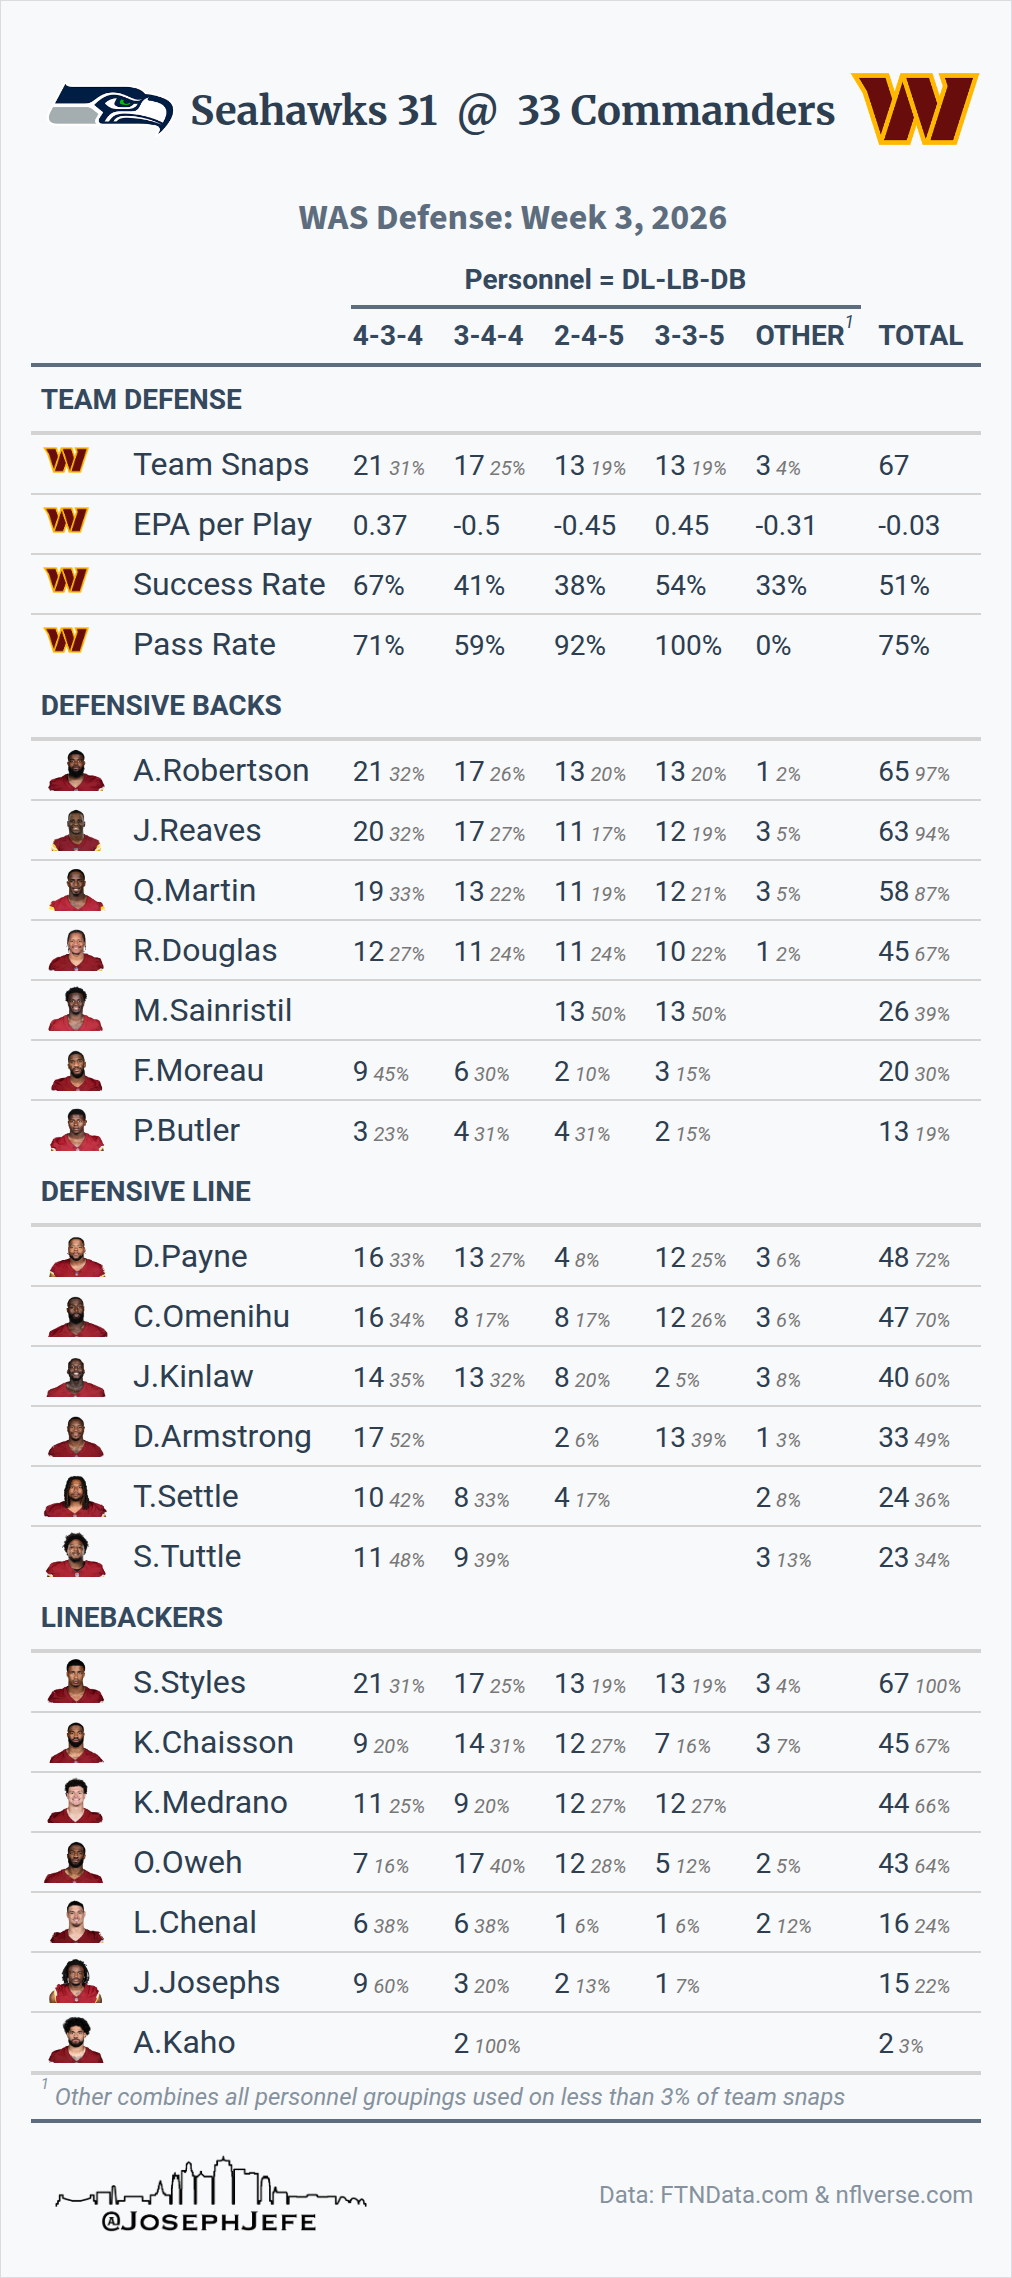 Seahawks 31 @ 33 Commanders
WAS Defense: Week 3, 2026
Personnel = DL-LB-DB
4-3-4 3-4-4 2-4-5 3-3-5 OTHER1 TOTAL
TEAM DEFENSE
Team Snaps 21 31% 17 25% 13 19% 13 19% 3 4% 67
EPA per Play 0.37 -0.5 -0.45 0.45 -0.31 -0.03
Success Rate 67% 41% 38% 54% 33% 51%
Pass Rate 71% 59% 92% 100% 0% 75%
DEFENSIVE BACKS
A.Robertson 21 32% 17 26% 13 20% 13 20% 1 2% 65 97%
J.Reaves 20 32% 17 27% 11 17% 12 19% 3 5% 63 94%
Q.Martin 19 33% 13 22% 11 19% 12 21% 3 5% 58 87%
R.Douglas 12 27% 11 24% 11 24% 10 22% 1 2% 45 67%
M.Sainristil 13 50% 13 50% 26 39%
F.Moreau 9 45% 6 30% 2 10% 3 15% 20 30%
P.Butler 3 23% 4 31% 4 31% 2 15% 13 19%
DEFENSIVE LINE
D.Payne 16 33% 13 27% 4 8% 12 25% 3 6% 48 72%
C.Omenihu 16 34% 8 17% 8 17% 12 26% 3 6% 47 70%
J.Kinlaw 14 35% 13 32% 8 20% 2 5% 3 8% 40 60%
D.Armstrong 17 52% 2 6% 13 39% 1 3% 33 49%
T.Settle 10 42% 8 33% 4 17% 2 8% 24 36%
S.Tuttle 11 48% 9 39% 3 13% 23 34%
LINEBACKERS
S.Styles 21 31% 17 25% 13 19% 13 19% 3 4% 67 100%
K.Chaisson 9 20% 14 31% 12 27% 7 16% 3 7% 45 67%
K.Medrano 11 25% 9 20% 12 27% 12 27% 44 66%
O.Oweh 7 16% 17 40% 12 28% 5 12% 2 5% 43 64%
L.Chenal 6 38% 6 38% 1 6% 1 6% 2 12% 16 24%
J.Josephs 9 60% 3 20% 2 13% 1 7% 15 22%
A.Kaho 2 100% 2 3%
1 Other combines all personnel groupings used on less than 3% of team snaps
@JosephJefe
Data: FTNData.com & nflverse.com